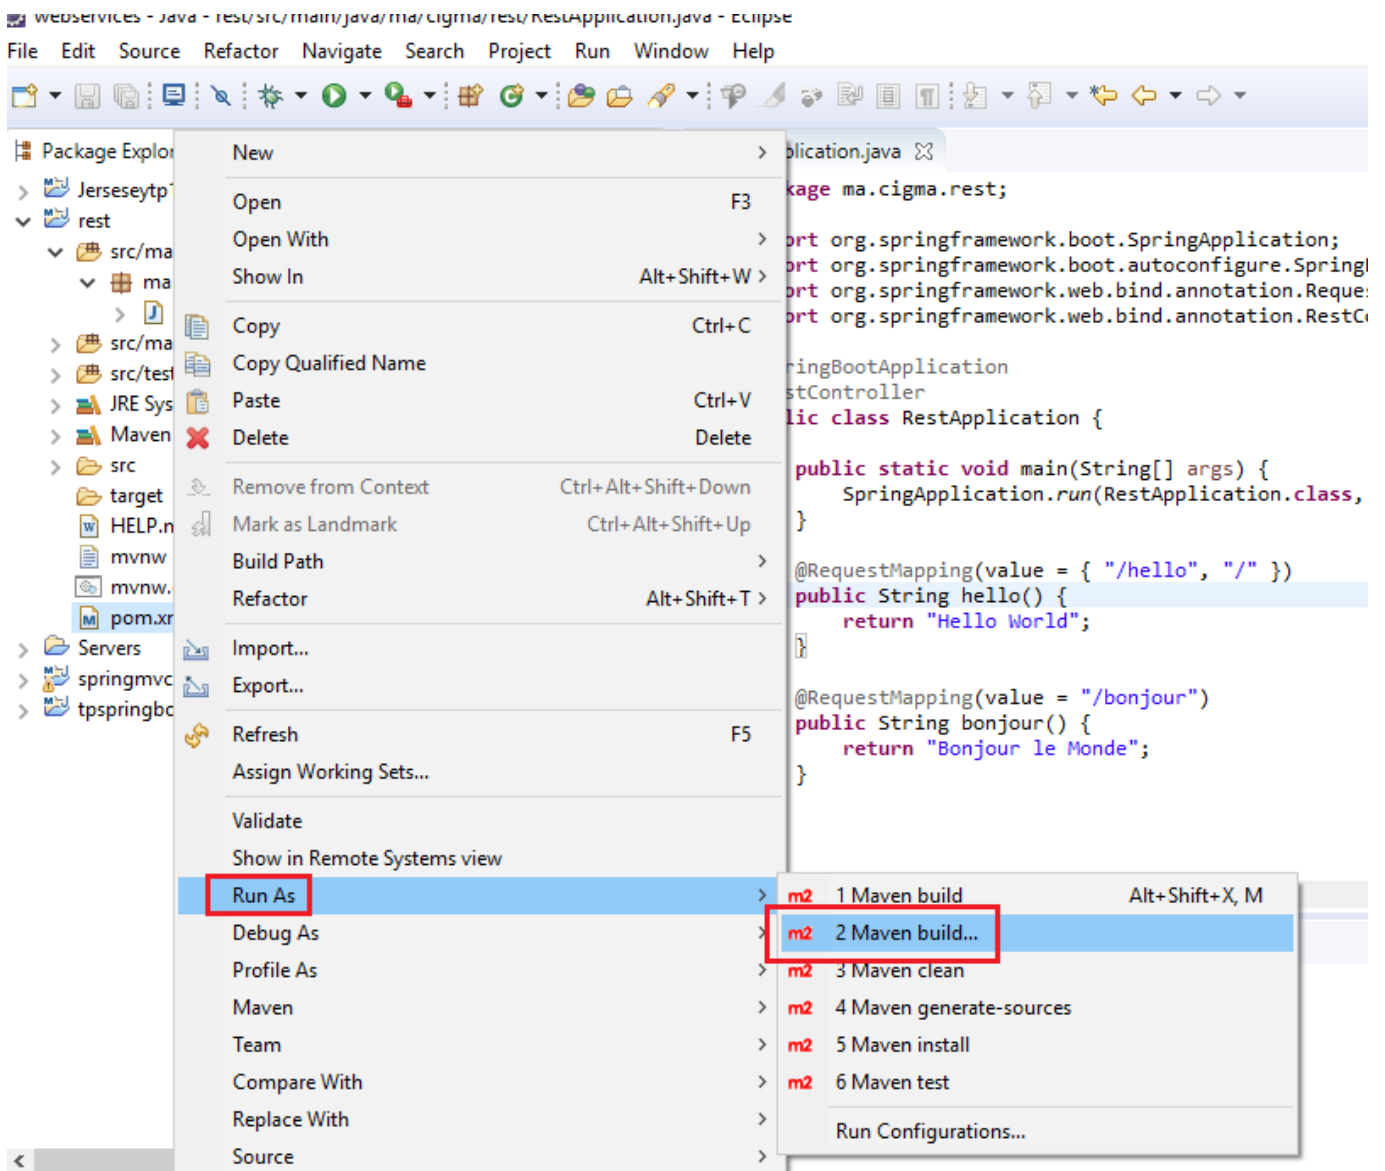 webservices - Java - rest/src/main/java/ma/cigma/rest/RestApplication.java - Eclipse
File Edit Source Refactor Navigate Search Project Run Window Help
Package Explor
Jerseseytp1
rest
src/ma
ma
src/ma
src/test
JRE Sys
Maven
src
target
HELP.n
mvnw
mvnw.
pom.xr
Servers
springmvc
tpspringbo
New
Open F3
Open With
Show In Alt+Shift+W
Copy Ctrl+C
Copy Qualified Name
Paste Ctrl+V
Delete Delete
Remove from Context Ctrl+Alt+Shift+Down
Mark as Landmark Ctrl+Alt+Shift+Up
Build Path
Refactor Alt+Shift+T
Import...
Export...
Refresh F5
Assign Working Sets...
Validate
Show in Remote Systems view
Run As
Debug As
Profile As
Maven
Team
Compare With
Replace With
Source
m2 1 Maven build Alt+Shift+X, M
m2 2 Maven build...
m2 3 Maven clean
m2 4 Maven generate-sources
m2 5 Maven install
m2 6 Maven test
Run Configurations...
plication.java
kage ma.cigma.rest;
ort org.springframework.boot.SpringApplication;
ort org.springframework.boot.autoconfigure.Spring
ort org.springframework.web.bind.annotation.Reques
ort org.springframework.web.bind.annotation.RestCo
ringBootApplication
stController
lic class RestApplication {
public static void main(String[] args) {
SpringApplication.run(RestApplication.class,
}
@RequestMapping(value = { "/hello", "/" })
public String hello() {
return "Hello World";
}
@RequestMapping(value = "/bonjour")
public String bonjour() {
return "Bonjour le Monde";
}